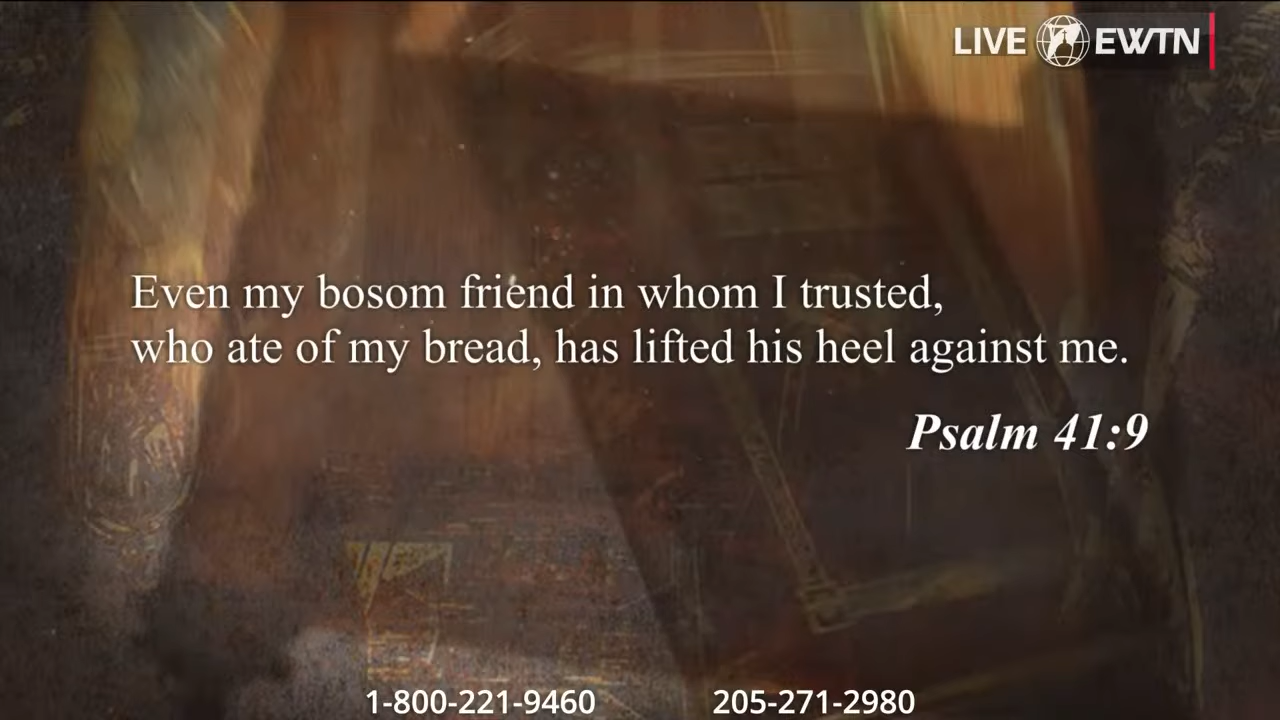 LIVE EWTN
Even my bosom friend in whom I trusted,
who ate of my bread, has lifted his heel against me.
Psalm 41:9
1-800-221-9460 205-271-2980